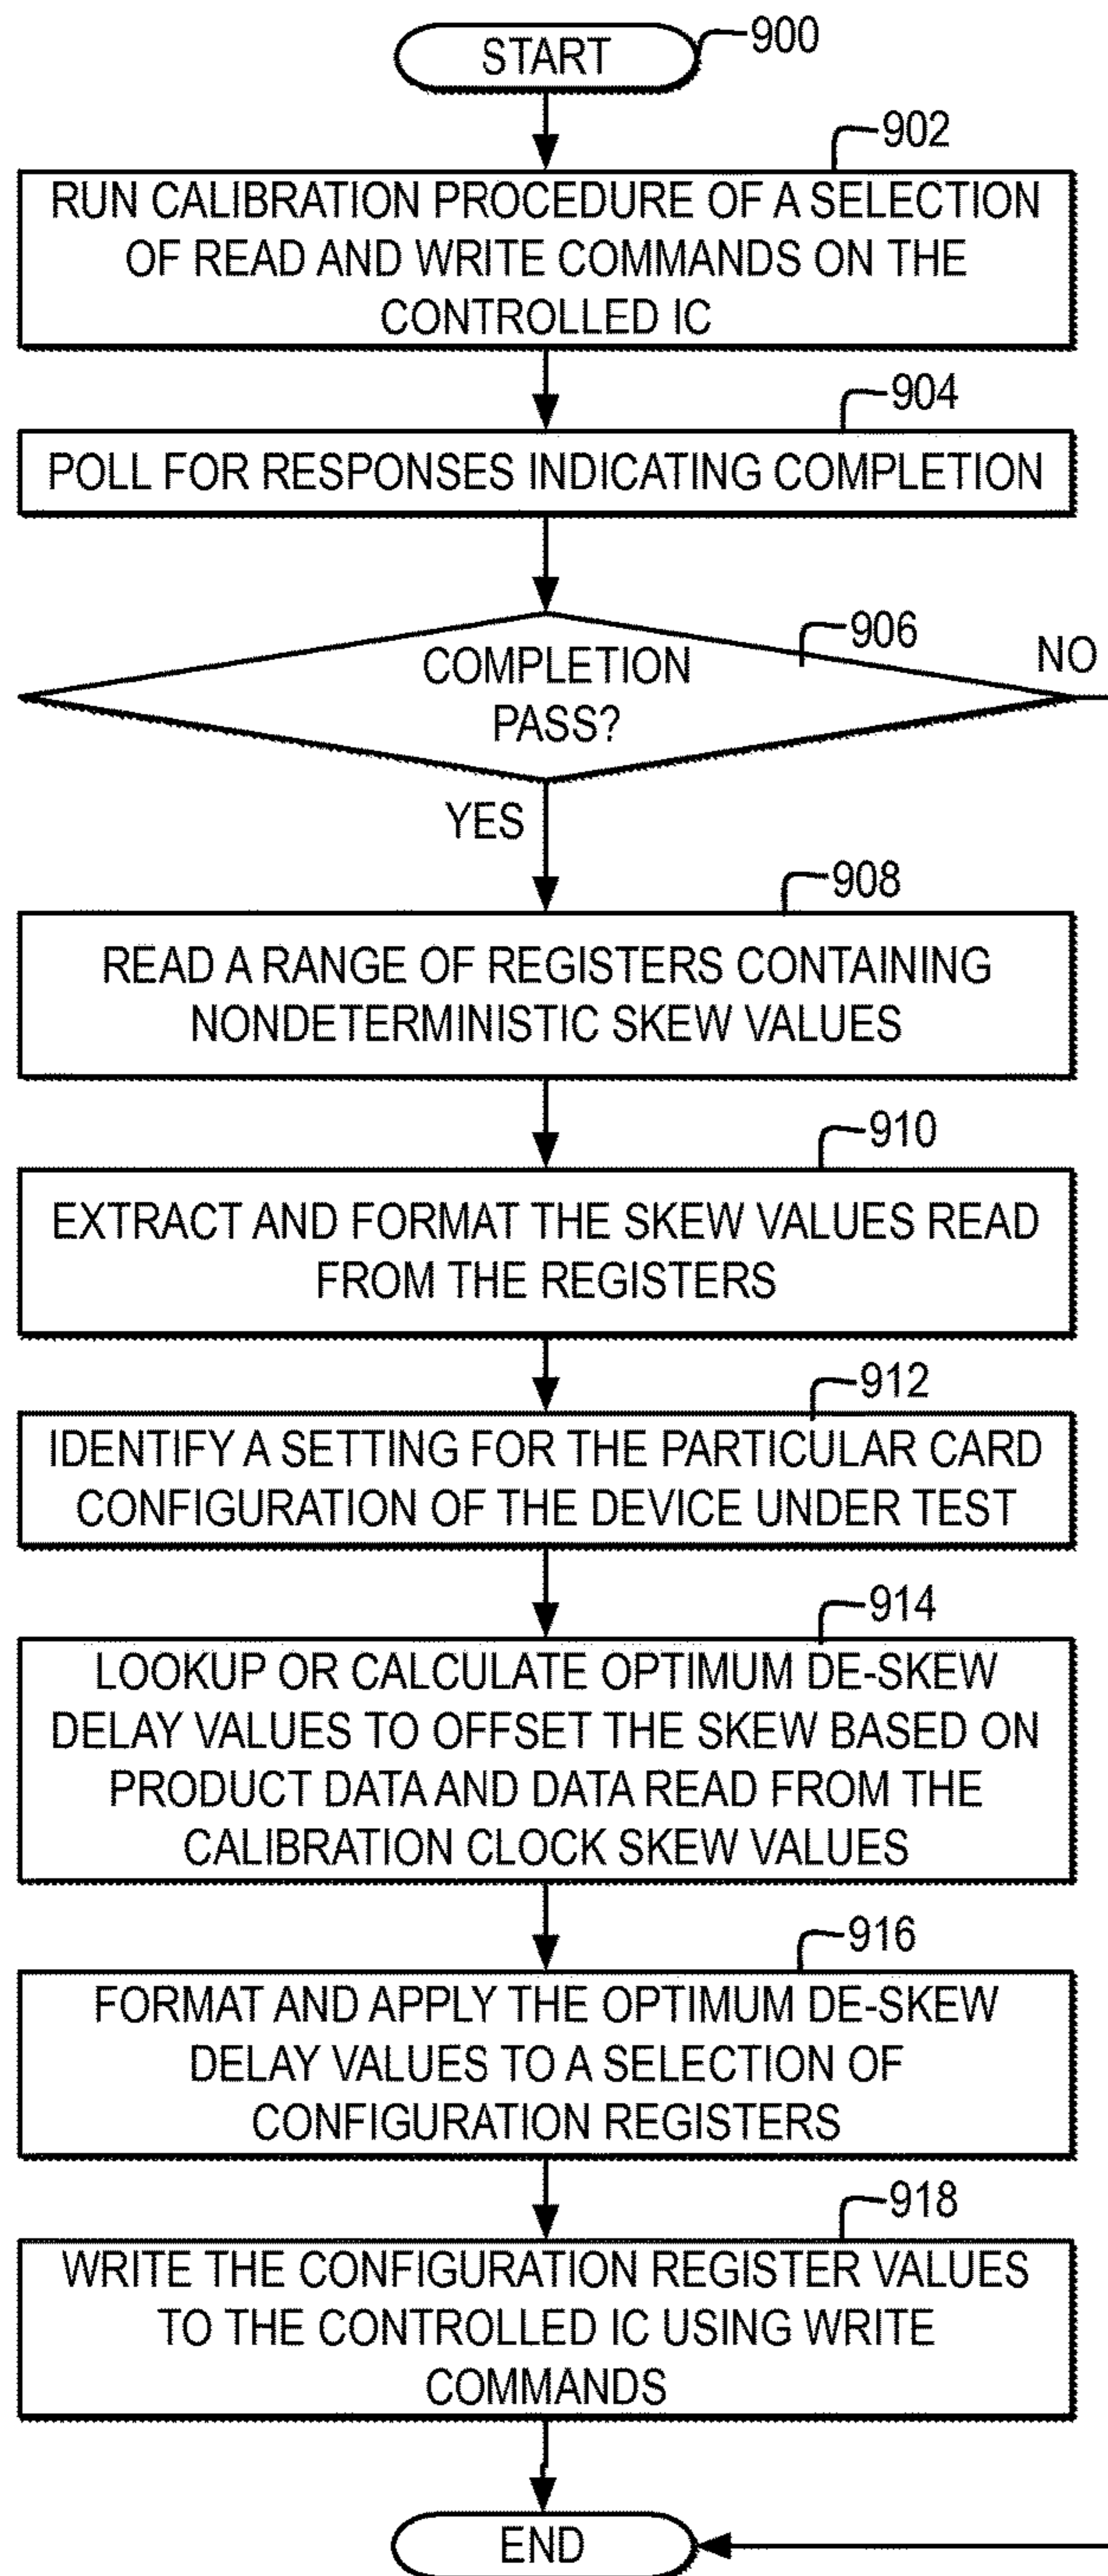 START
900
902
RUN CALIBRATION PROCEDURE OF A SELECTION
OF READ AND WRITE COMMANDS ON THE
CONTROLLED IC
904
POLL FOR RESPONSES INDICATING COMPLETION
906
NO
COMPLETION
PASS?
YES
908
READ A RANGE OF REGISTERS CONTAINING
NONDETERMINISTIC SKEW VALUES
910
EXTRACT AND FORMAT THE SKEW VALUES READ
FROM THE REGISTERS
912
IDENTIFY A SETTING FOR THE PARTICULAR CARD
CONFIGURATION OF THE DEVICE UNDER TEST
914
LOOKUP OR CALCULATE OPTIMUM DE-SKEW
DELAY VALUES TO OFFSET THE SKEW BASED ON
PRODUCT DATA AND DATA READ FROM THE
CALIBRATION CLOCK SKEW VALUES
916
FORMAT AND APPLY THE OPTIMUM DE-SKEW
DELAY VALUES TO A SELECTION OF
CONFIGURATION REGISTERS
918
WRITE THE CONFIGURATION REGISTER VALUES
TO THE CONTROLLED IC USING WRITE
COMMANDS
END